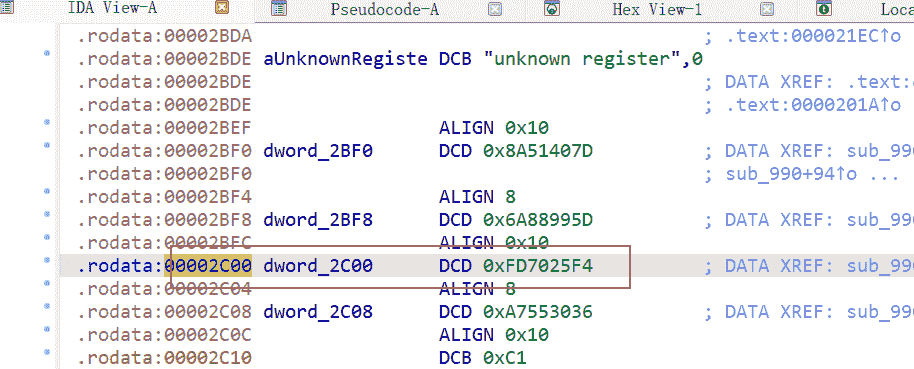 IDA View-A Pseudocode-A Hex View-1 Loca
.rodata:00002BDA ; .text:000021EC↑o
.rodata:00002BDE aUnknownRegiste DCB "unknown register",0
.rodata:00002BDE ; DATA XREF: .text:
.rodata:00002BDE ; .text:0000201A↑o
.rodata:00002BEF ALIGN 0x10
.rodata:00002BF0 dword_2BF0 DCD 0x8A51407D ; DATA XREF: sub_990
.rodata:00002BF0 ; sub_990+94↑o ...
.rodata:00002BF4 ALIGN 8
.rodata:00002BF8 dword_2BF8 DCD 0x6A88995D ; DATA XREF: sub_990
.rodata:00002BFC ALIGN 0x10
.rodata:00002C00 dword_2C00 DCD 0xFD7025F4 ; DATA XREF: sub_990
.rodata:00002C04 ALIGN 8
.rodata:00002C08 dword_2C08 DCD 0xA7553036 ; DATA XREF: sub_990
.rodata:00002C0C ALIGN 0x10
.rodata:00002C10 DCB 0xC1